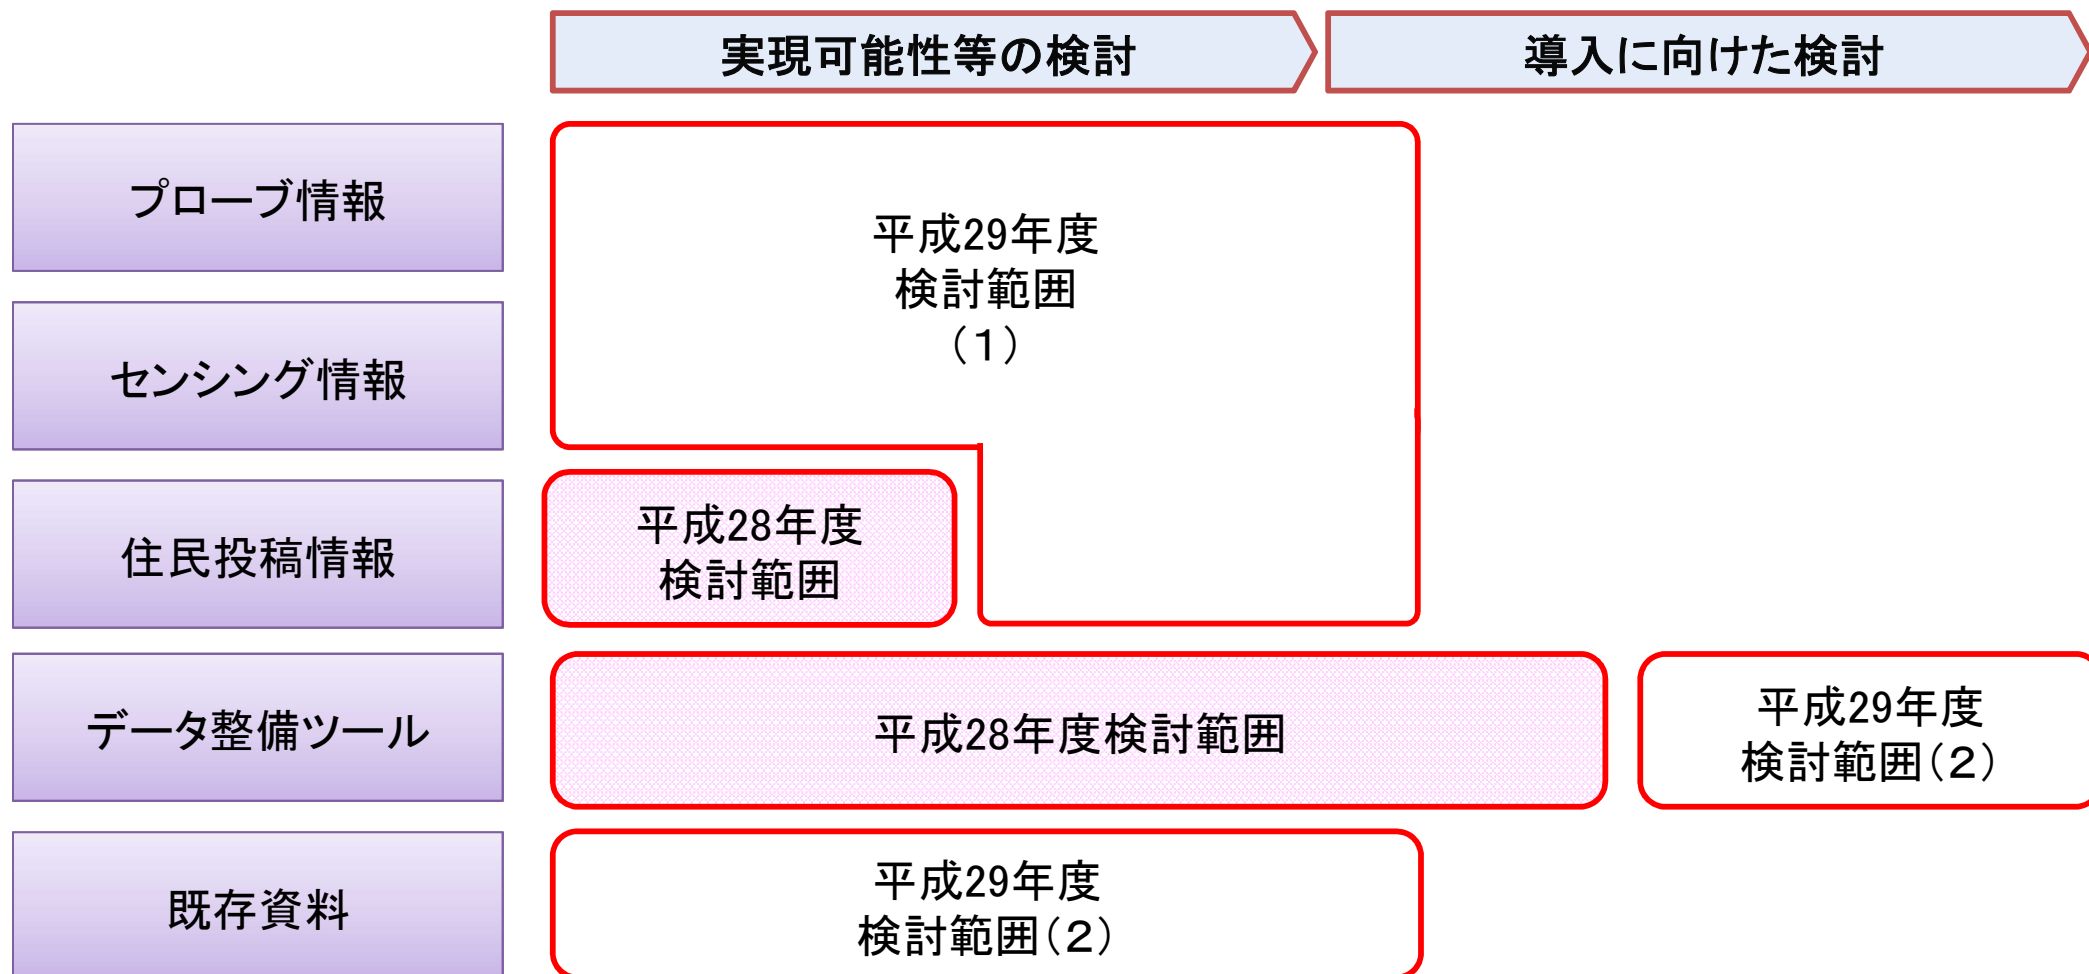 実現可能性等の検討
導入に向けた検討
プローブ情報
平成29年度
検討範囲
（１）
センシング情報
住民投稿情報
平成28年度
検討範囲
データ整備ツール
平成28年度検討範囲
平成29年度
検討範囲（２）
既存資料
平成29年度
検討範囲（２）